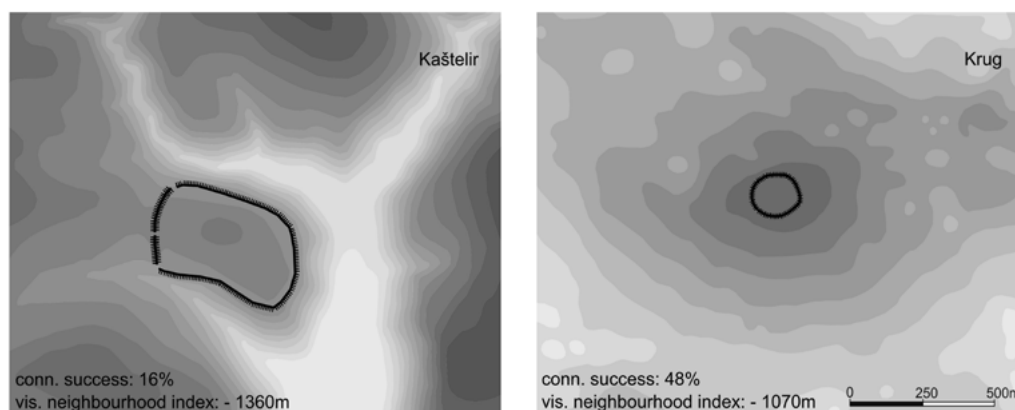 Kaštelir
conn. success: 16%
vis. neighbourhood index: - 1360m
Krug
conn. success: 48%
vis. neighbourhood index: - 1070m
0 250 500m